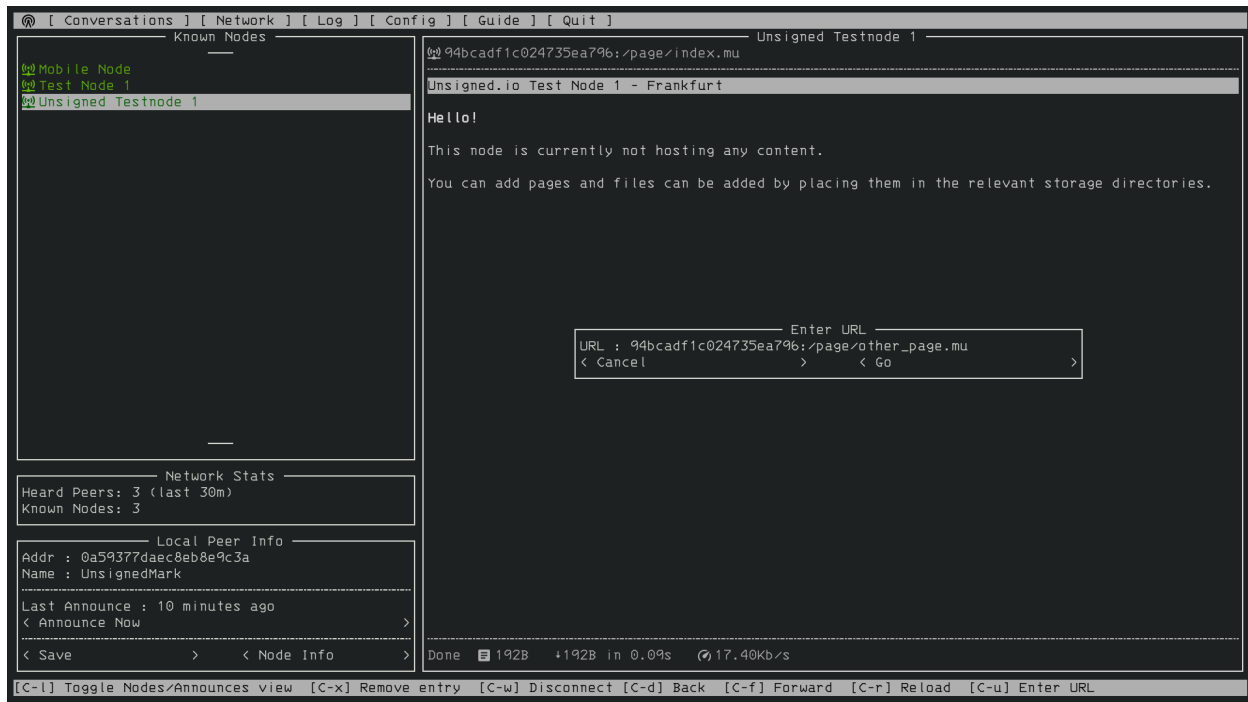 [ Conversations ] [ Network ] [ Log ] [ Config ] [ Guide ] [ Quit ]
Known Nodes
Mobile Node
Test Node 1
Unsigned Testnode 1
Network Stats
Heard Peers: 3 (last 30m)
Known Nodes: 3
Local Peer Info
Addr : 0a59377daec8eb8e9c3a
Name : UnsignedMark
Last Announce : 10 minutes ago
< Announce Now >
< Save > < Node Info >
Unsigned Testnode 1
94bcadf1c024735ea796:/page/index.mu
Unsigned.io Test Node 1 - Frankfurt
Hello!
This node is currently not hosting any content.
You can add pages and files can be added by placing them in the relevant storage directories.
Enter URL
URL : 94bcadf1c024735ea796:/page/other_page.mu
< Cancel > < Go >
Done 192B ↓192B in 0.09s 17.40Kb/s
[C-l] Toggle Nodes/Announces view [C-x] Remove entry [C-w] Disconnect [C-d] Back [C-f] Forward [C-r] Reload [C-u] Enter URL